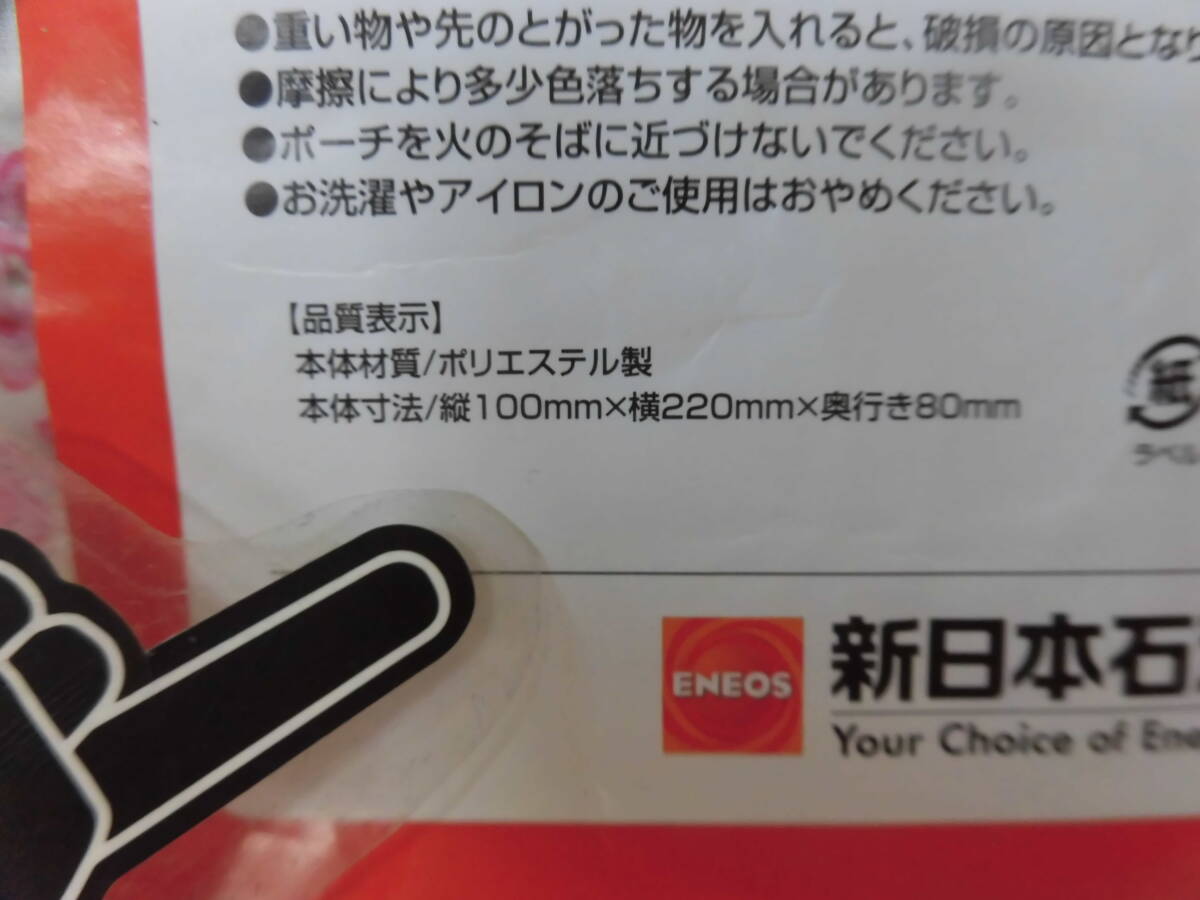 ●重い物や先のとがった物を入れると、破損の原因となり
●摩擦により多少色落ちする場合があります。
●ポーチを火のそばに近づけないでください。
●お洗濯やアイロンのご使用はおやめください。
【品質表示】
本体材質/ポリエステル製
本体寸法/縦100mm×横220mm×奥行き80mm
紙
ラベル
ENEOS
新日本石
Your Choice of Ene